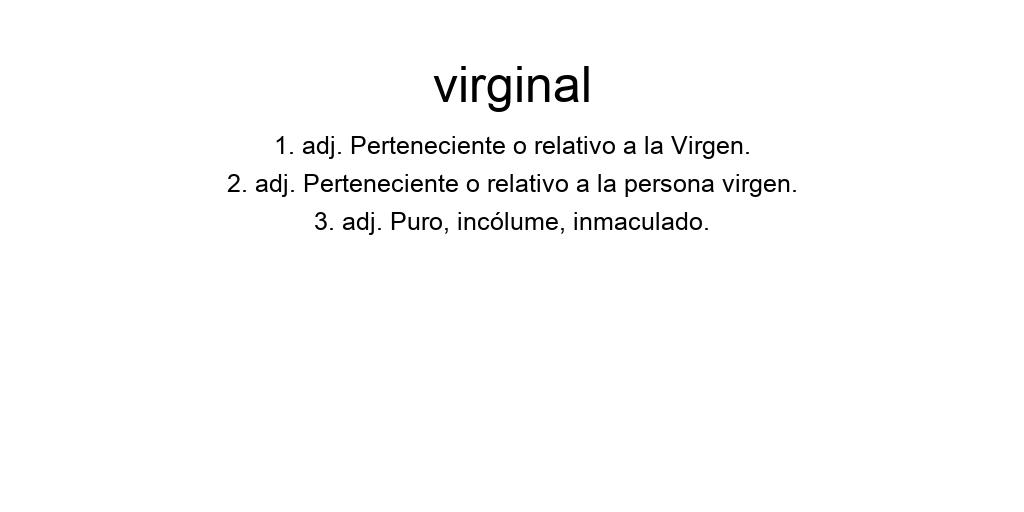 virginal
1. adj. Perteneciente o relativo a la Virgen.
2. adj. Perteneciente o relativo a la persona virgen.
3. adj. Puro, incólume, inmaculado.